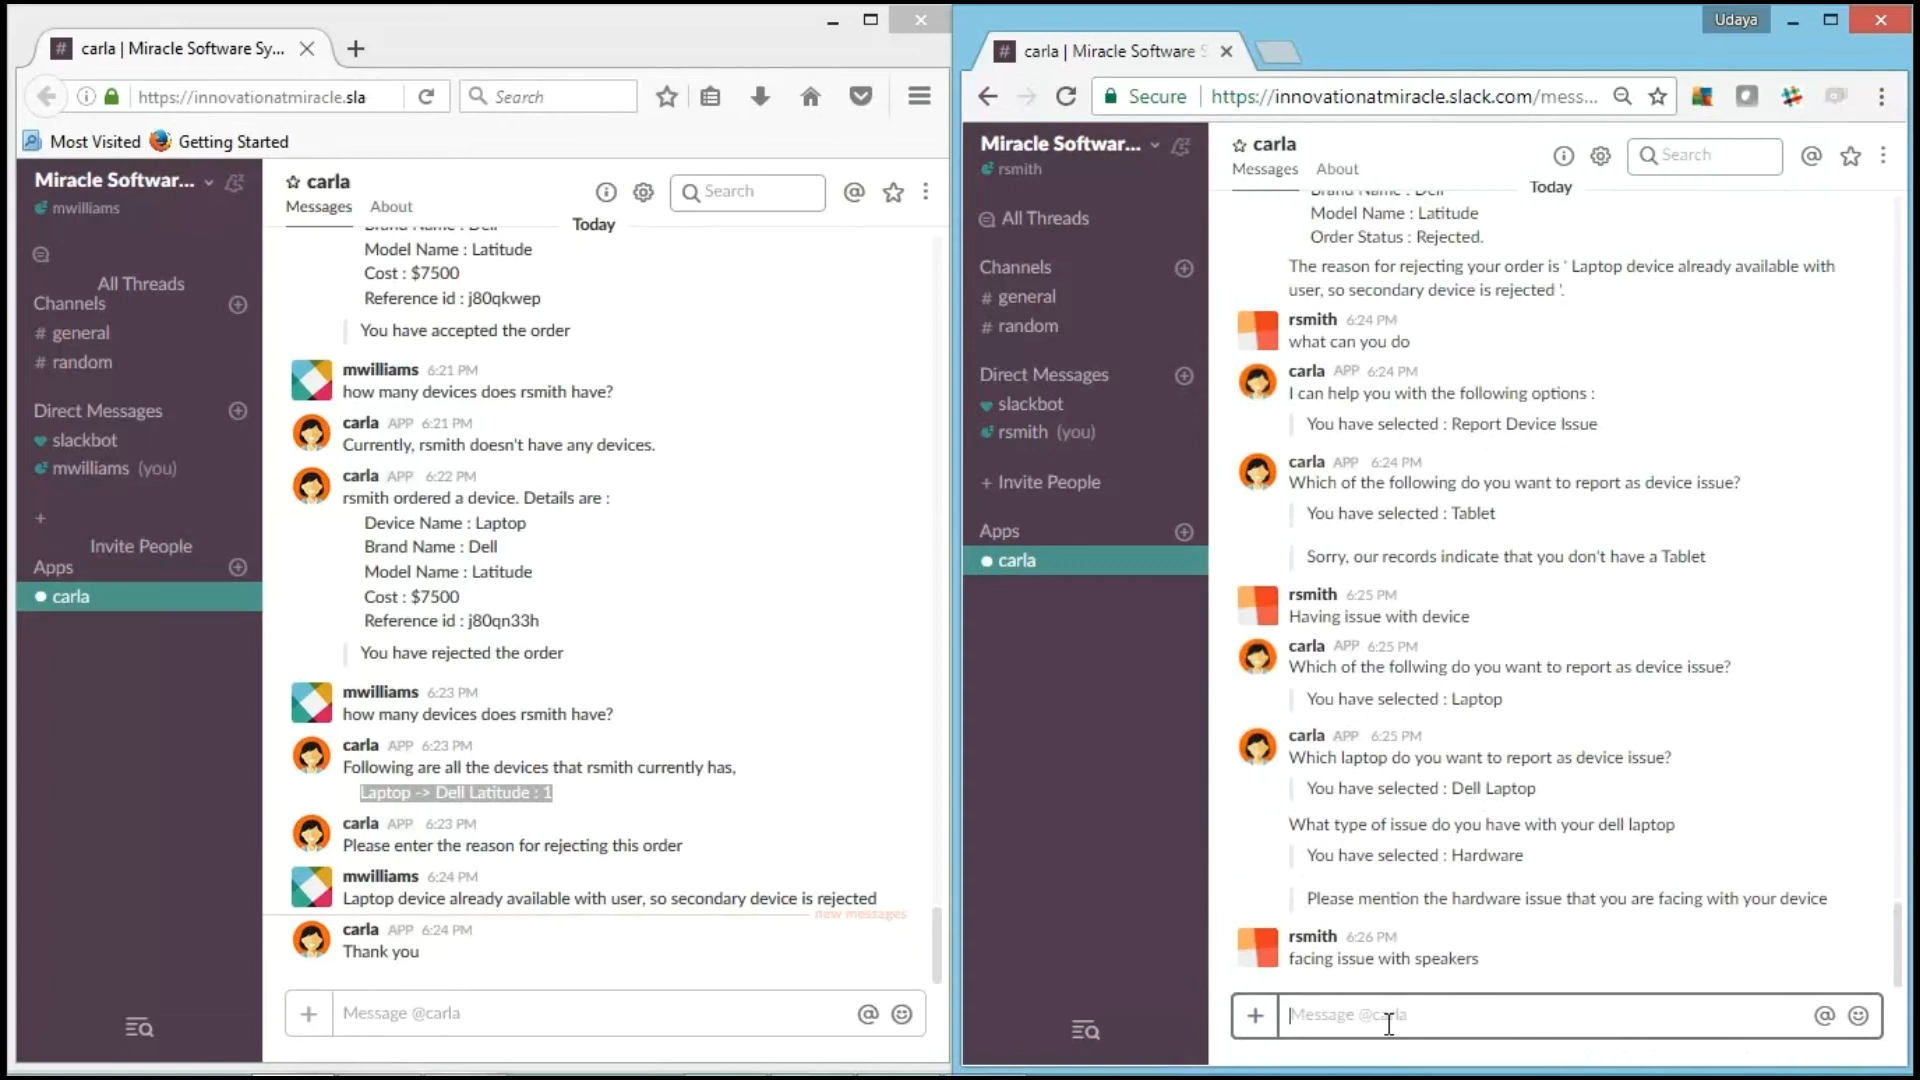 carla | Miracle Software Sy...
https://innovationatmiracle.sla
Search
Most Visited
Getting Started
Miracle Softwar...
mwilliams
All Threads
Channels
# general
# random
Direct Messages
slackbot
mwilliams (you)
+
Invite People
Apps
carla
carla
Messages
About
Search
Today
Brand Name : Dell
Model Name : Latitude
Cost : $7500
Reference id : j80qkwep
You have accepted the order
mwilliams 6:21 PM
how many devices does rsmith have?
carla APP 6:21 PM
Currently, rsmith doesn't have any devices.
carla APP 6:22 PM
rsmith ordered a device. Details are :
Device Name : Laptop
Brand Name : Dell
Model Name : Latitude
Cost : $7500
Reference id : j80qn33h
You have rejected the order
mwilliams 6:23 PM
how many devices does rsmith have?
carla APP 6:23 PM
Following are all the devices that rsmith currently has,
Laptop -> Dell Latitude : 1
carla APP 6:23 PM
Please enter the reason for rejecting this order
mwilliams 6:24 PM
Laptop device already available with user, so secondary device is rejected
new messages
carla APP 6:24 PM
Thank you
Message @carla
Udaya
carla | Miracle Software S
Secure
https://innovationatmiracle.slack.com/mess...
Miracle Softwar...
rsmith
All Threads
Channels
# general
# random
Direct Messages
slackbot
rsmith (you)
+ Invite People
Apps
carla
carla
Messages
About
Search
Today
Brand Name : Dell
Model Name : Latitude
Order Status : Rejected.
The reason for rejecting your order is ' Laptop device already available with
user, so secondary device is rejected '.
rsmith 6:24 PM
what can you do
carla APP 6:24 PM
I can help you with the following options :
You have selected : Report Device Issue
carla APP 6:24 PM
Which of the following do you want to report as device issue?
You have selected : Tablet
Sorry, our records indicate that you don't have a Tablet
rsmith 6:25 PM
Having issue with device
carla APP 6:25 PM
Which of the follwing do you want to report as device issue?
You have selected : Laptop
carla APP 6:25 PM
Which laptop do you want to report as device issue?
You have selected : Dell Laptop
What type of issue do you have with your dell laptop
You have selected : Hardware
Please mention the hardware issue that you are facing with your device
rsmith 6:26 PM
facing issue with speakers
Message @carla